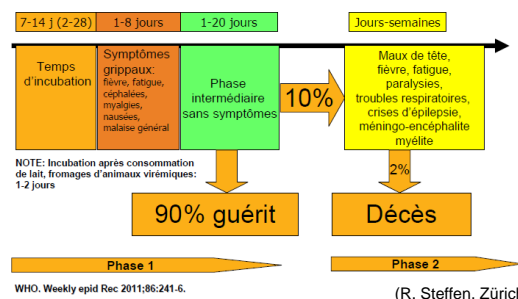 7-14 j (2-28)
1-8 jours
1-20 jours
Jours-semaines
Temps
d'incubation
Symptômes
grippaux:
fièvre, fatigue,
céphalées,
myalgies,
nausées,
malaise général
Phase
intermédiaire
sans symptômes
10%
Maux de tête,
fièvre, fatigue,
paralysies,
troubles respiratoires,
crises d'épilepsie,
méningo-encéphalite
myélite
NOTE: Incubation après consommation
de lait, fromages d'animaux virémiques:
1-2 jours
2%
90% guérit
Décès
Phase 1
Phase 2
WHO. Weekly epid Rec 2011;86:241-6.
(R. Steffen, Zürich